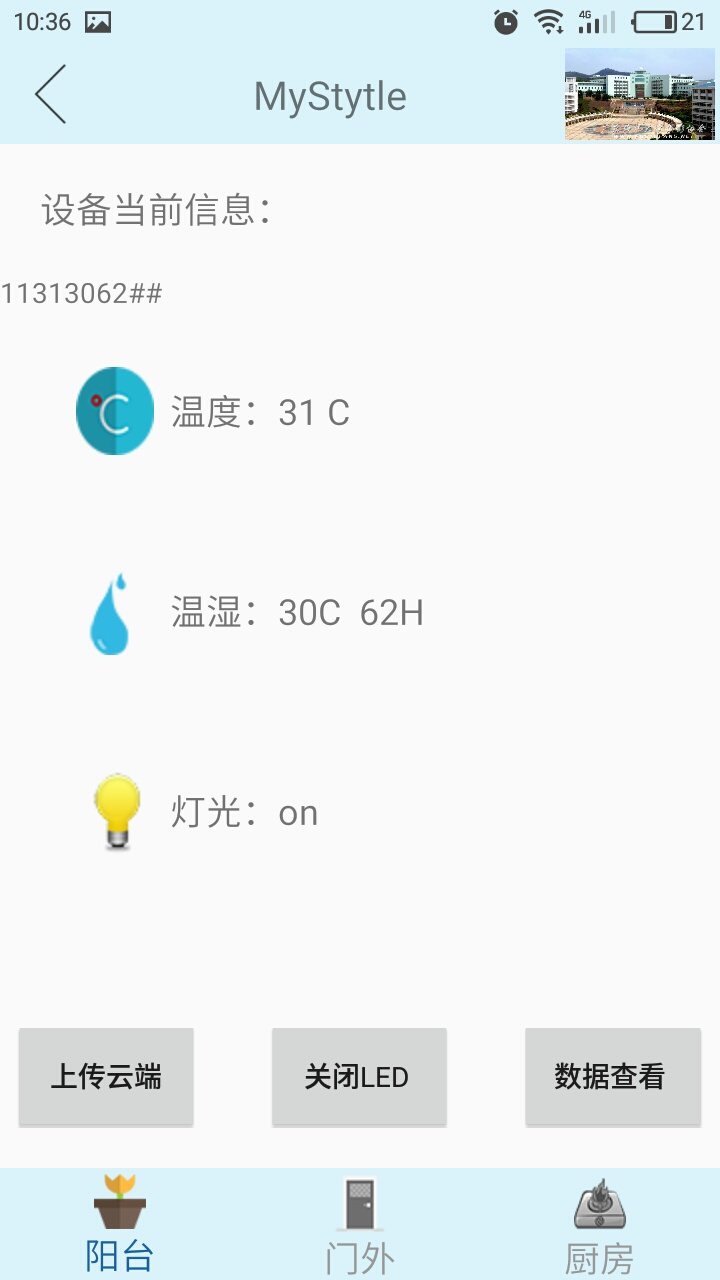 10:36 4G 21
MyStytle
设备当前信息：
11313062##
℃ 温度：31 C
温湿：30C 62H
灯光：on
上传云端 关闭LED 数据查看
阳台 门外 厨房